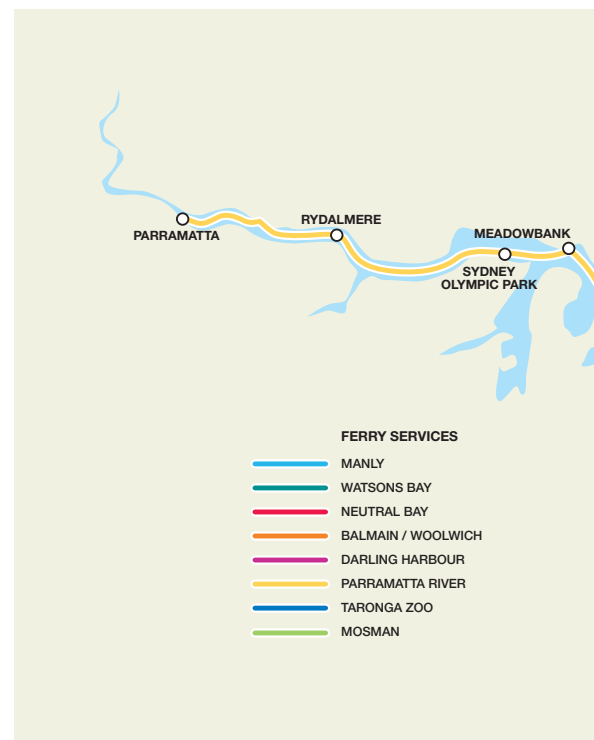 RYDALMERE
MEADOWBANK
PARRAMATTA
SYDNEY
OLYMPIC PARK
FERRY SERVICES
MANLY
WATSONS BAY
NEUTRAL BAY
BALMAIN / WOOLWICH
DARLING HARBOUR
PARRAMATTA RIVER
TARONGA ZOO
MOSMAN